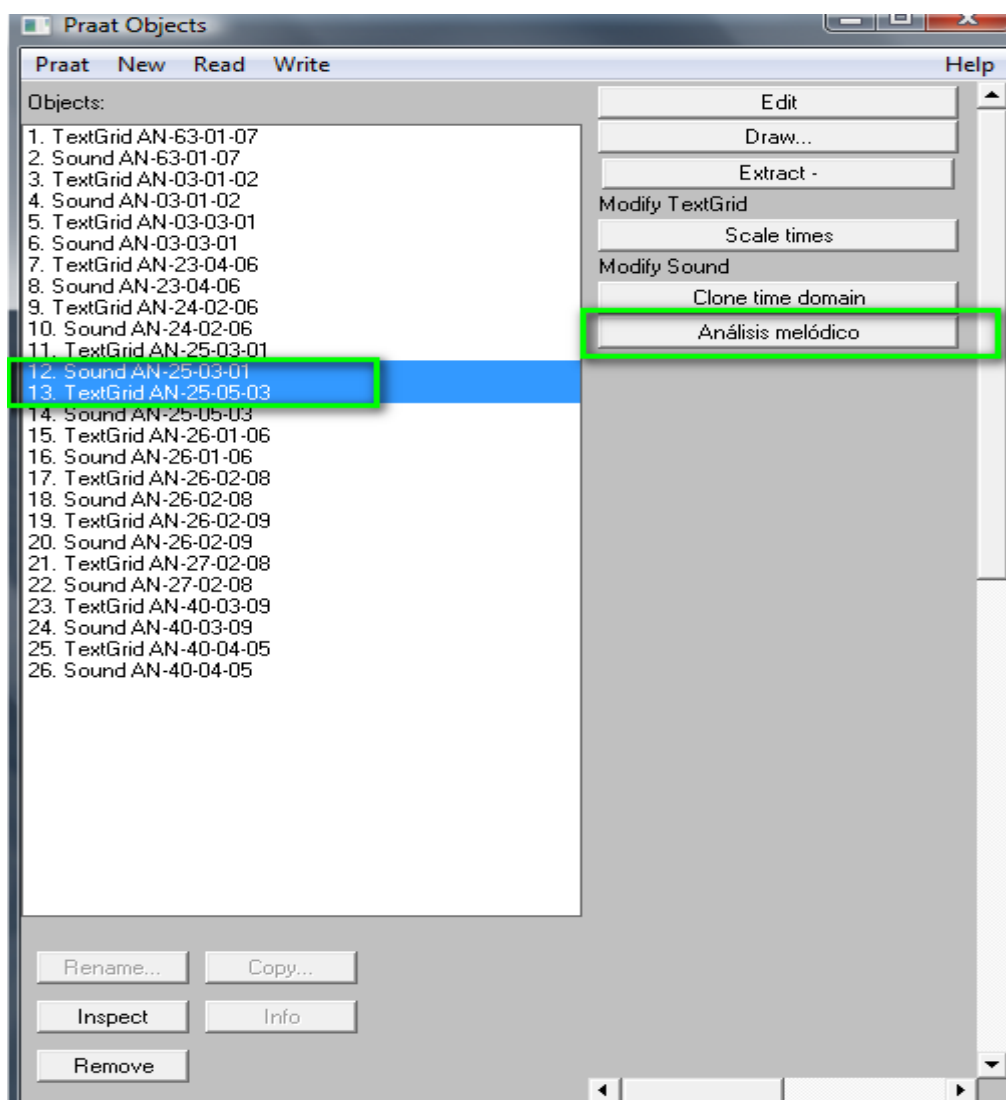 Praat Objects
Praat New Read Write Help
Objects:
1. TextGrid AN-63-01-07
2. Sound AN-63-01-07
3. TextGrid AN-03-01-02
4. Sound AN-03-01-02
5. TextGrid AN-03-03-01
6. Sound AN-03-03-01
7. TextGrid AN-23-04-06
8. Sound AN-23-04-06
9. TextGrid AN-24-02-06
10. Sound AN-24-02-06
11. TextGrid AN-25-03-01
12. Sound AN-25-03-01
13. TextGrid AN-25-05-03
14. Sound AN-25-05-03
15. TextGrid AN-26-01-06
16. Sound AN-26-01-06
17. TextGrid AN-26-02-08
18. Sound AN-26-02-08
19. TextGrid AN-26-02-09
20. Sound AN-26-02-09
21. TextGrid AN-27-02-08
22. Sound AN-27-02-08
23. TextGrid AN-40-03-09
24. Sound AN-40-03-09
25. TextGrid AN-40-04-05
26. Sound AN-40-04-05
Edit
Draw...
Extract -
Modify TextGrid
Scale times
Modify Sound
Clone time domain
Análisis melódico
Rename... Copy...
Inspect Info
Remove